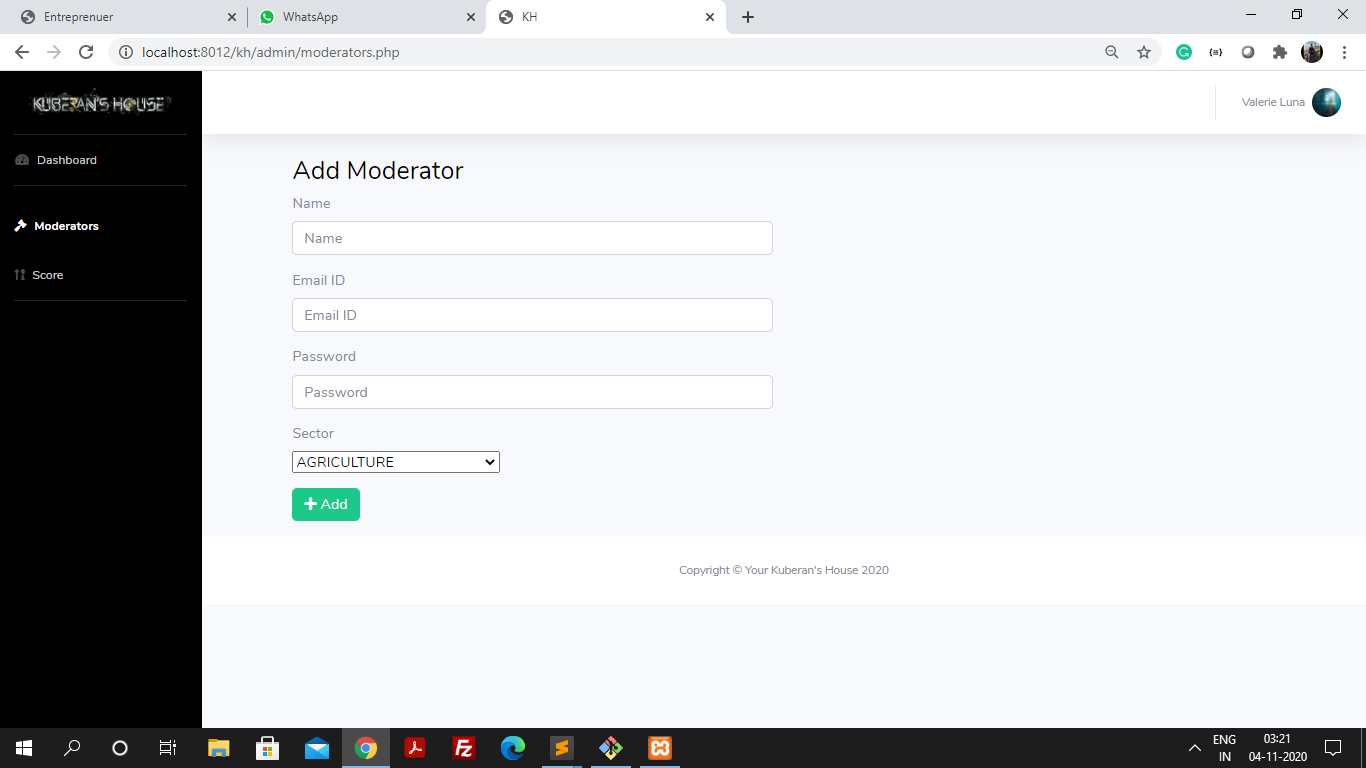 Entreprenuer
WhatsApp
KH
localhost:8012/kh/admin/moderators.php
KUBERAN'S HOUSE
Valerie Luna
Dashboard
Moderators
Score
Add Moderator
Name
Name
Email ID
Email ID
Password
Password
Sector
AGRICULTURE
Add
Copyright © Your Kuberan's House 2020
ENG
IN
03:21
04-11-2020